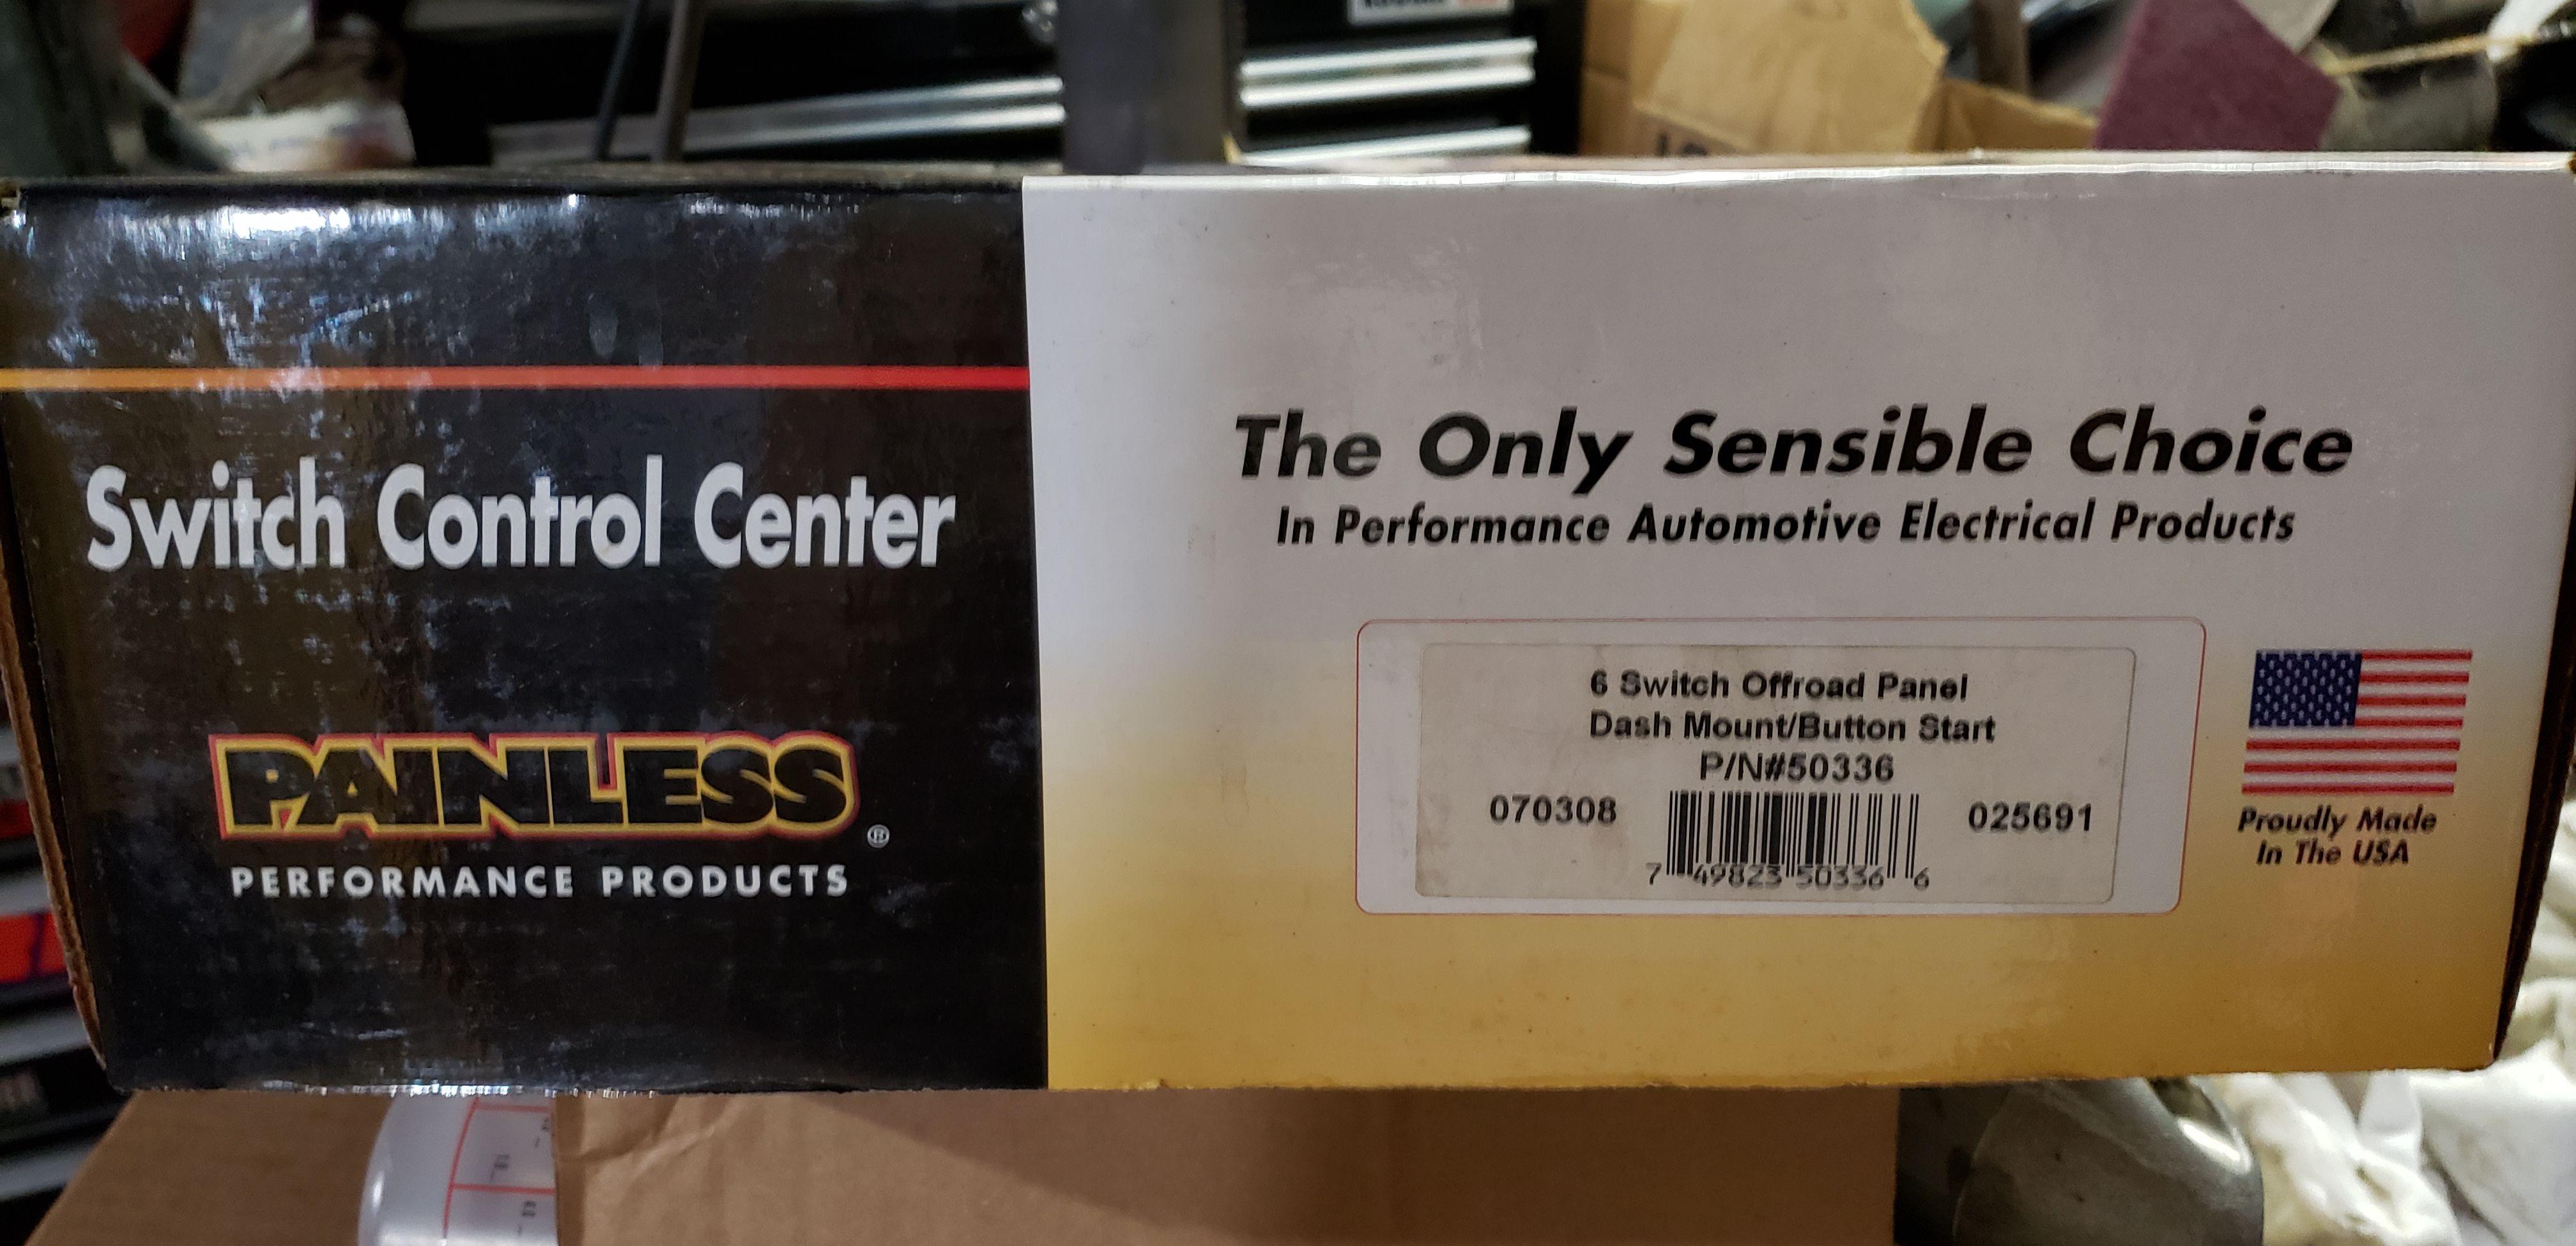 Switch Control Center
PAINLESS®
PERFORMANCE PRODUCTS
The Only Sensible Choice
In Performance Automotive Electrical Products
6 Switch Offroad Panel
Dash Mount/Button Start
P/N#50336
070308
025691
7 49823 50336 6
Proudly Made
In The USA